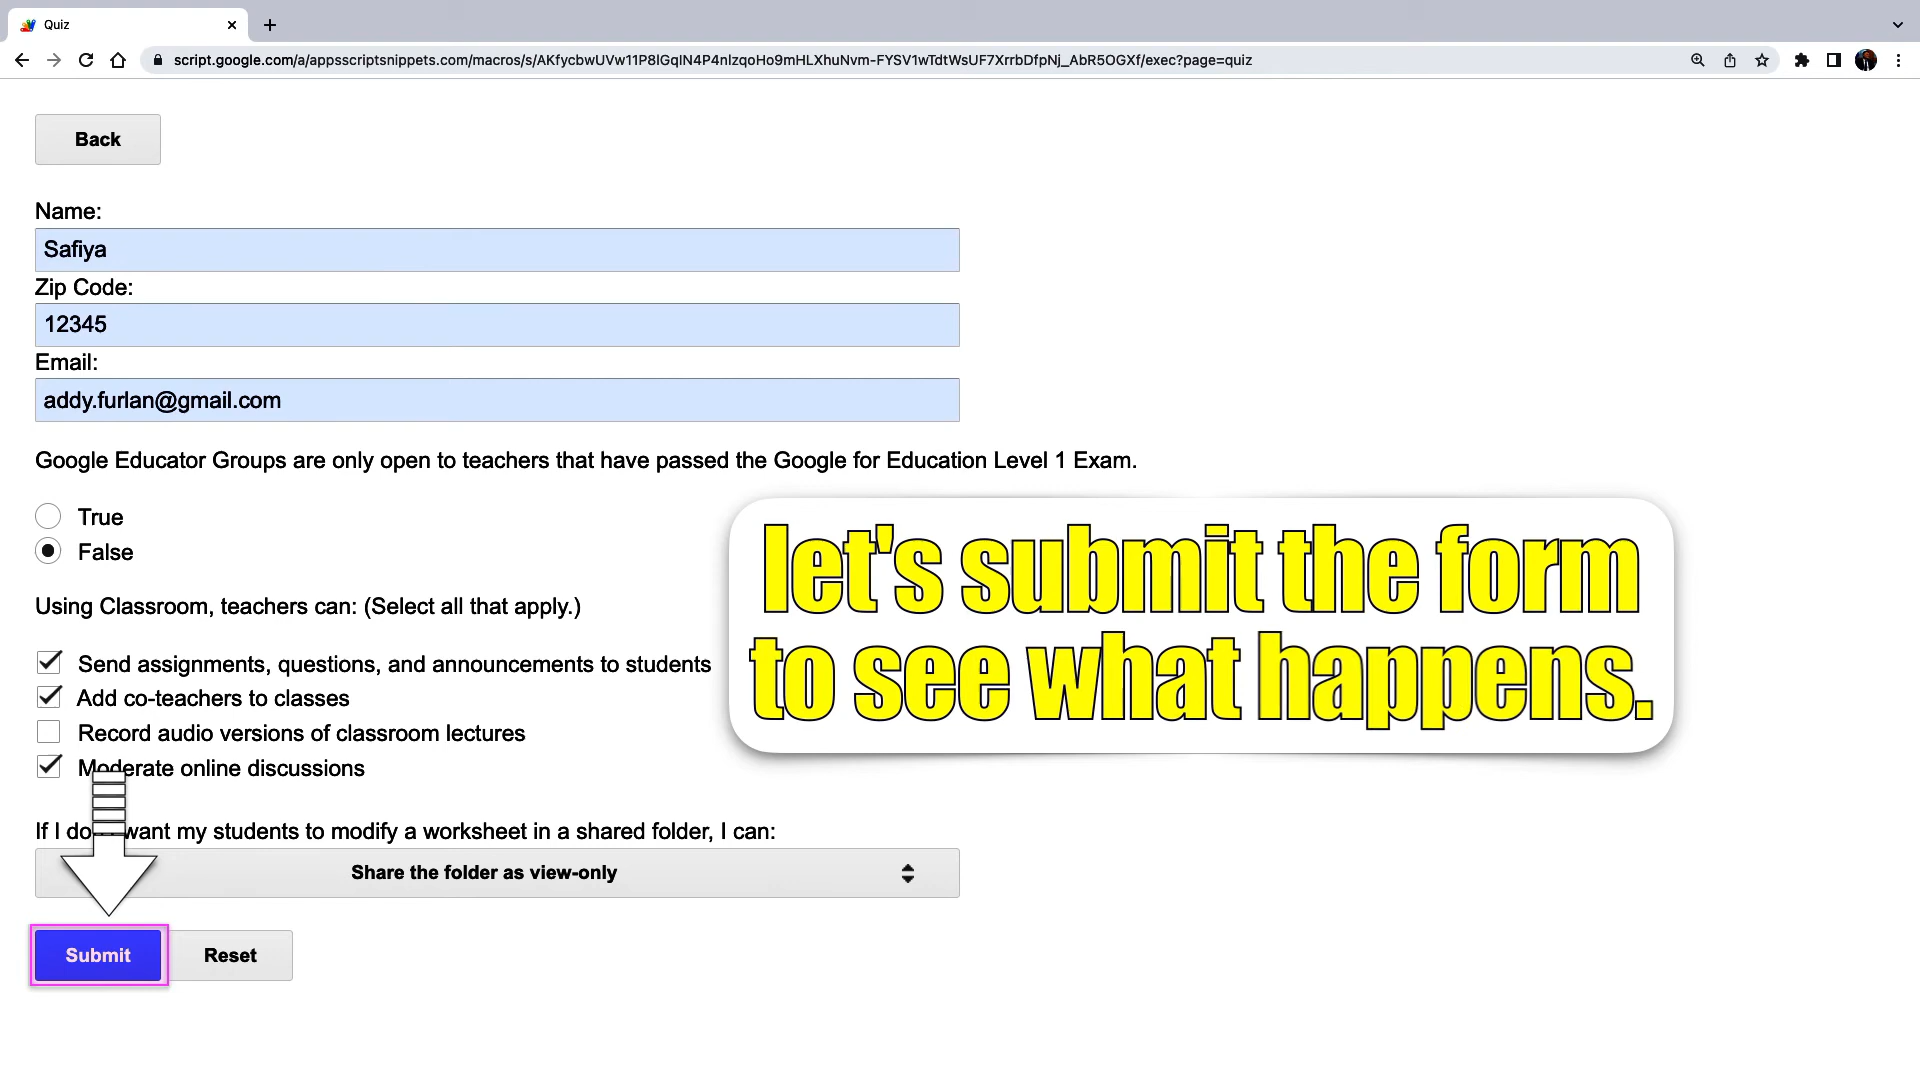 Quiz
script.google.com/a/appsscriptsnippets.com/macros/s/AKfycbwUVw11P8lGqlN4P4nlzqoHo9mHLXhuNvm-FYSV1wTdtWsUF7XrrbDfpNj_AbR5OGXf/exec?page=quiz
Back
Name:
Safiya
Zip Code:
12345
Email:
addy.furlan@gmail.com
Google Educator Groups are only open to teachers that have passed the Google for Education Level 1 Exam.
True
False
let's submit the form
to see what happens.
Using Classroom, teachers can: (Select all that apply.)
Send assignments, questions, and announcements to students
Add co-teachers to classes
Record audio versions of classroom lectures
Moderate online discussions
If I do want my students to modify a worksheet in a shared folder, I can:
Share the folder as view-only
Submit Reset